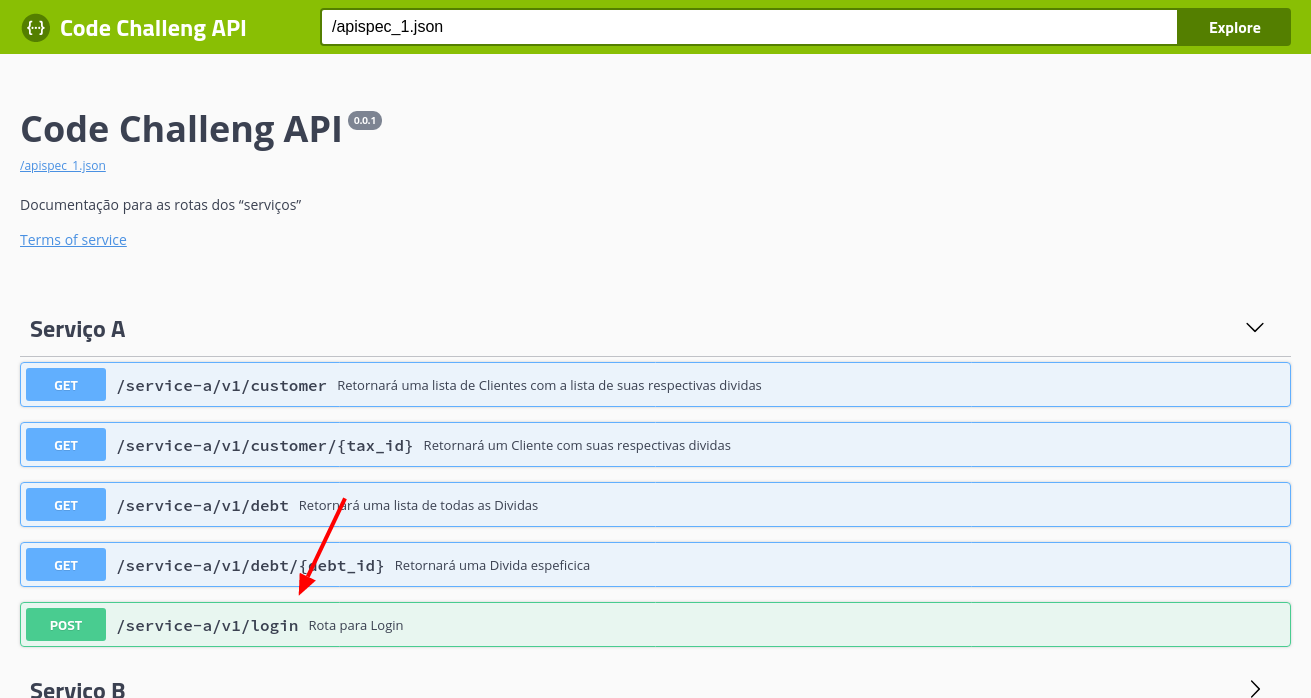 {··} Code Challeng API
/apispec_1.json
Explore
Code Challeng API 0.0.1
/apispec_1.json
Documentação para as rotas dos “serviços”
Terms of service
Serviço A
GET /service-a/v1/customer Retornará uma lista de Clientes com a lista de suas respectivas dividas
GET /service-a/v1/customer/{tax_id} Retornará um Cliente com suas respectivas dividas
GET /service-a/v1/debt Retornará uma lista de todas as Dividas
GET /service-a/v1/debt/{debt_id} Retornará uma Divida espeficica
POST /service-a/v1/login Rota para Login
Serviço B